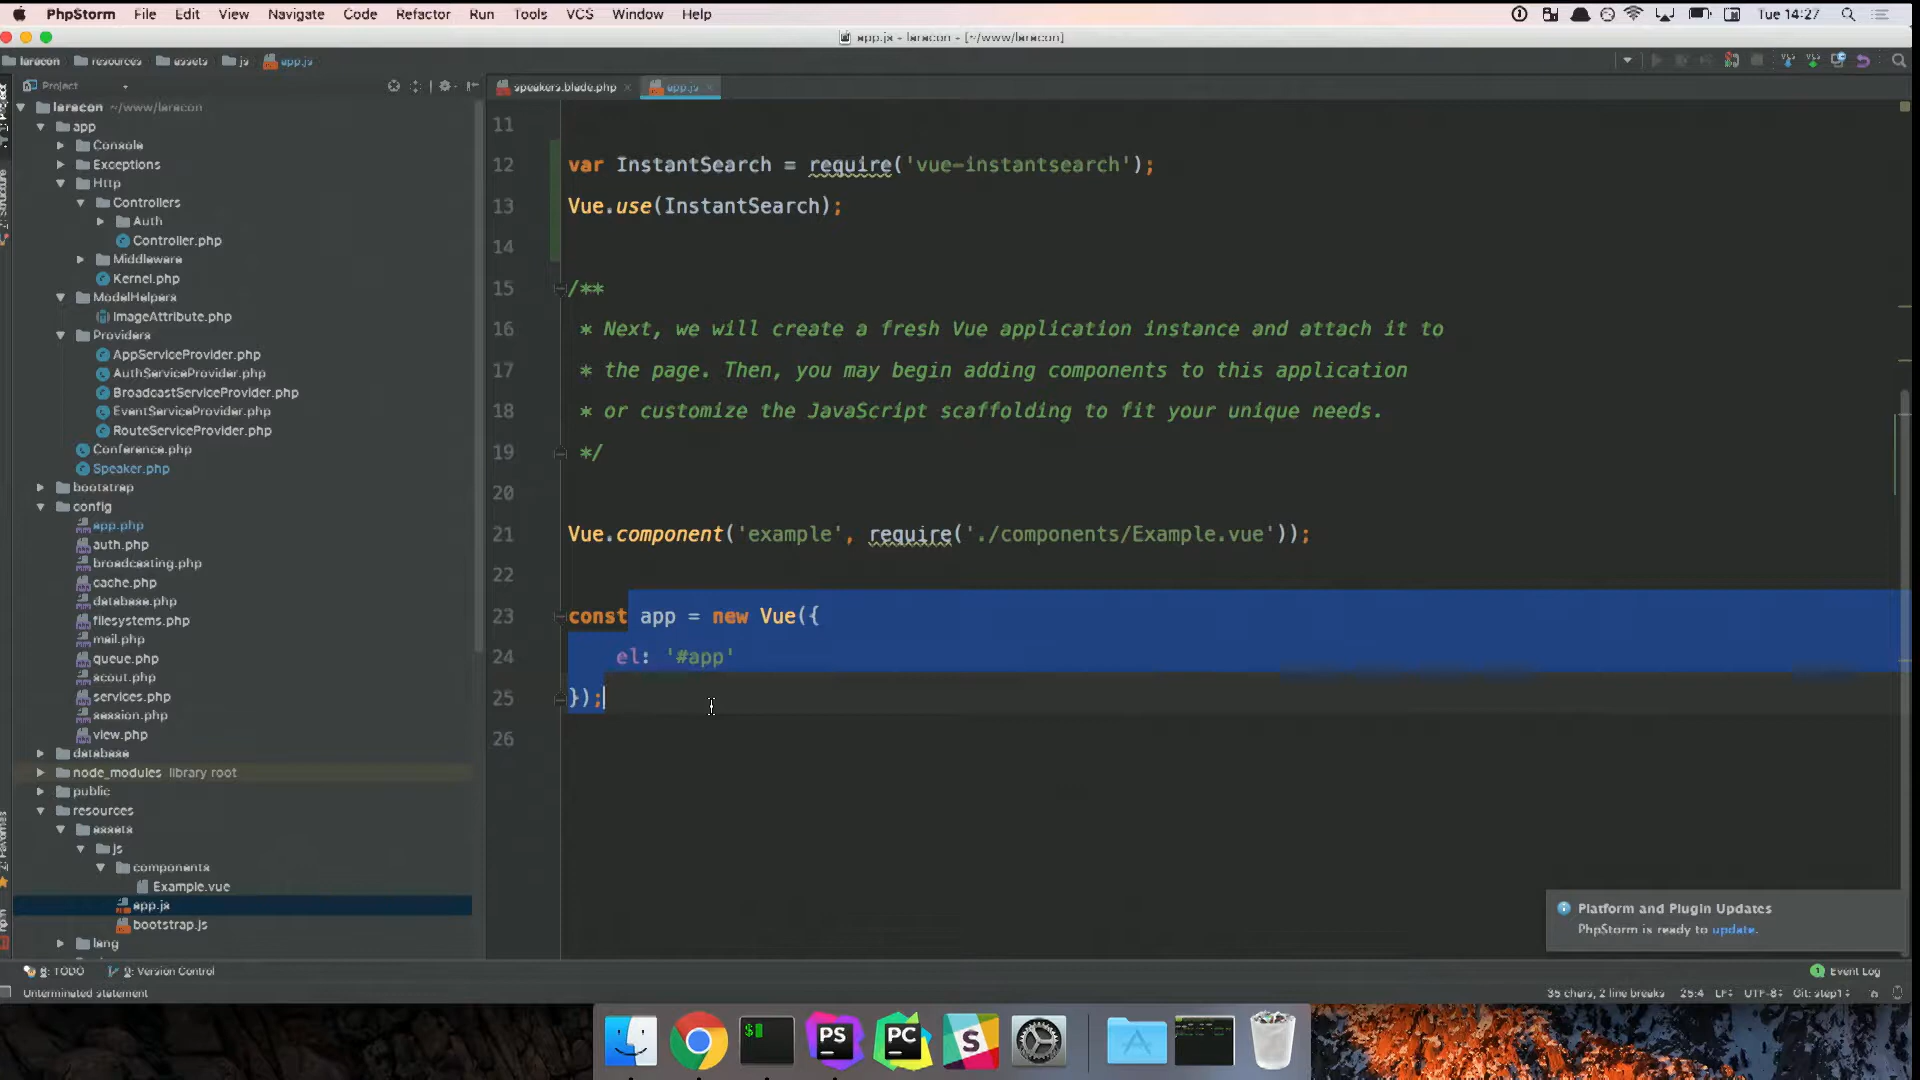 PhpStorm File Edit View Navigate Code Refactor Run Tools VCS Window Help Tue 14:27
app.js - laracon - [~/www/laracon]
laracon resources assets js app.js
Project
speakers.blade.php app.js
laracon ~/www/laracon
app
Console
Exceptions
Http
Controllers
Auth
Controller.php
Middleware
Kernel.php
ModelHelpers
ImageAttribute.php
Providers
AppServiceProvider.php
AuthServiceProvider.php
BroadcastServiceProvider.php
EventServiceProvider.php
RouteServiceProvider.php
Conference.php
Speaker.php
bootstrap
config
app.php
auth.php
broadcasting.php
cache.php
database.php
filesystems.php
mail.php
queue.php
scout.php
services.php
session.php
view.php
database
node_modules library root
public
resources
assets
js
components
Example.vue
app.js
bootstrap.js
lang
11
12 var InstantSearch = require('vue-instantsearch');
13 Vue.use(InstantSearch);
14
15 /**
16 * Next, we will create a fresh Vue application instance and attach it to
17 * the page. Then, you may begin adding components to this application
18 * or customize the JavaScript scaffolding to fit your unique needs.
19 */
20
21 Vue.component('example', require('./components/Example.vue'));
22
23 const app = new Vue({
24 el: '#app'
25 });
26
Platform and Plugin Updates
PhpStorm is ready to update.
6: TODO 9: Version Control Event Log
Unterminated statement 35 chars, 2 line breaks 25:4 LF÷ UTF-8÷ Git: step1÷
$ PS PC S